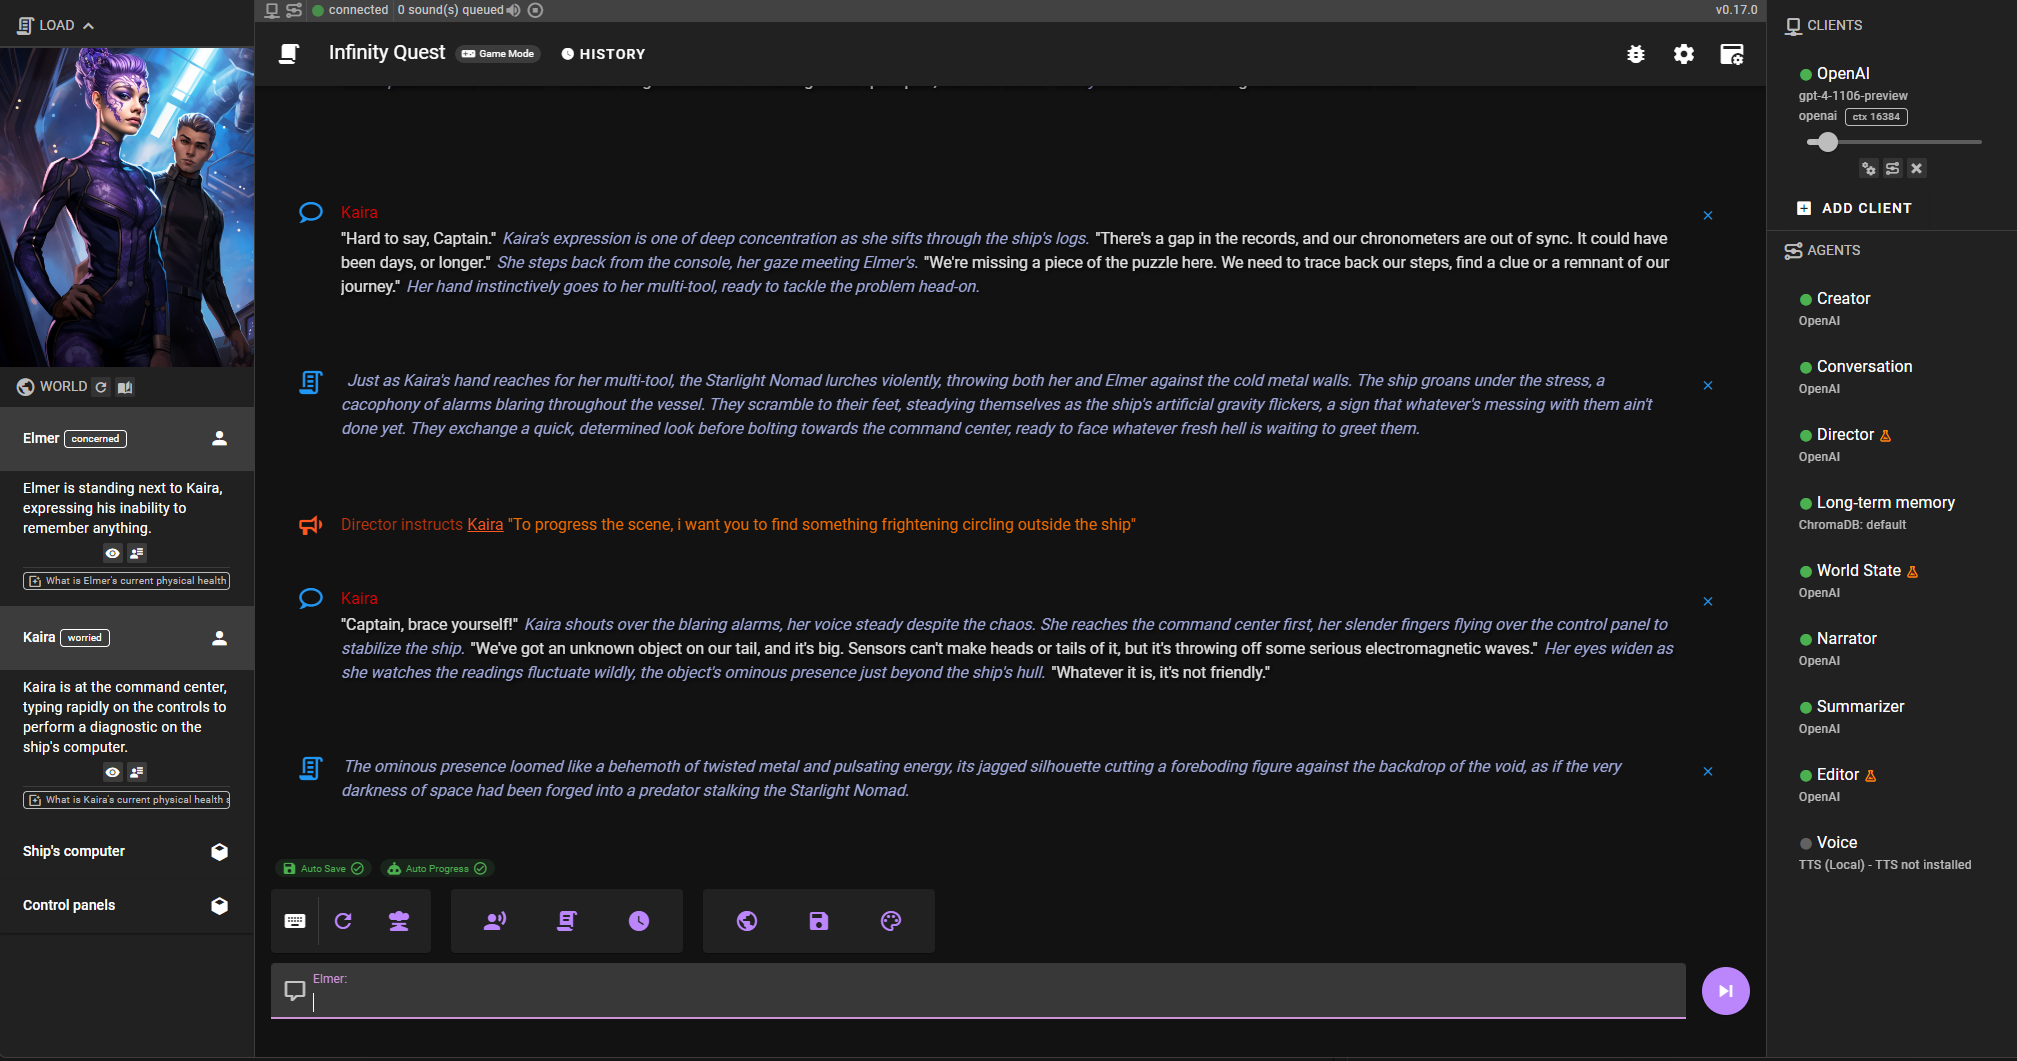 LOAD
connected
0 sound(s) queued
v0.17.0
Infinity Quest
Game Mode
HISTORY
Kaira
"Hard to say, Captain." Kaira's expression is one of deep concentration as she sifts through the ship's logs. "There's a gap in the records, and our chronometers are out of sync. It could have
been days, or longer." She steps back from the console, her gaze meeting Elmer's. "We're missing a piece of the puzzle here. We need to trace back our steps, find a clue or a remnant of our
journey." Her hand instinctively goes to her multi-tool, ready to tackle the problem head-on.
Just as Kaira's hand reaches for her multi-tool, the Starlight Nomad lurches violently, throwing both her and Elmer against the cold metal walls. The ship groans under the stress, a
cacophony of alarms blaring throughout the vessel. They scramble to their feet, steadying themselves as the ship's artificial gravity flickers, a sign that whatever's messing with them ain't
done yet. They exchange a quick, determined look before bolting towards the command center, ready to face whatever fresh hell is waiting to greet them.
Director instructs Kaira "To progress the scene, i want you to find something frightening circling outside the ship"
Kaira
"Captain, brace yourself!" Kaira shouts over the blaring alarms, her voice steady despite the chaos. She reaches the command center first, her slender fingers flying over the control panel to
stabilize the ship. "We've got an unknown object on our tail, and it's big. Sensors can't make heads or tails of it, but it's throwing off some serious electromagnetic waves." Her eyes widen as
she watches the readings fluctuate wildly, the object's ominous presence just beyond the ship's hull. "Whatever it is, it's not friendly."
The ominous presence loomed like a behemoth of twisted metal and pulsating energy, its jagged silhouette cutting a foreboding figure against the backdrop of the void, as if the very
darkness of space had been forged into a predator stalking the Starlight Nomad.
Auto Save
Auto Progress
Elmer:
WORLD
Elmer
concerned
Elmer is standing next to Kaira,
expressing his inability to
remember anything.
What is Elmer's current physical health
Kaira
worried
Kaira is at the command center,
typing rapidly on the controls to
perform a diagnostic on the
ship's computer.
What is Kaira's current physical health s
Ship's computer
Control panels
CLIENTS
OpenAI
gpt-4-1106-preview
openai
ctx 16384
ADD CLIENT
AGENTS
Creator
OpenAI
Conversation
OpenAI
Director
OpenAI
Long-term memory
ChromaDB: default
World State
OpenAI
Narrator
OpenAI
Summarizer
OpenAI
Editor
OpenAI
Voice
TTS (Local) - TTS not installed